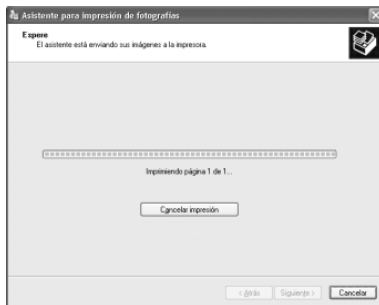 Asistente para impresión de fotografías
Espere
El asistente está enviando sus imágenes a la impresora.
Imprimiendo página 1 de 1...
Cancelar impresión
< Atrás
Siguiente >
Cancelar